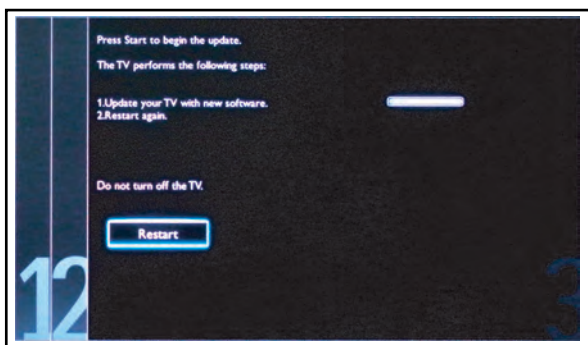 Press Start to begin the update.
The TV performs the following steps:
1.Update your TV with new software.
2.Restart again.
Do not turn off the TV.
Restart
12
3